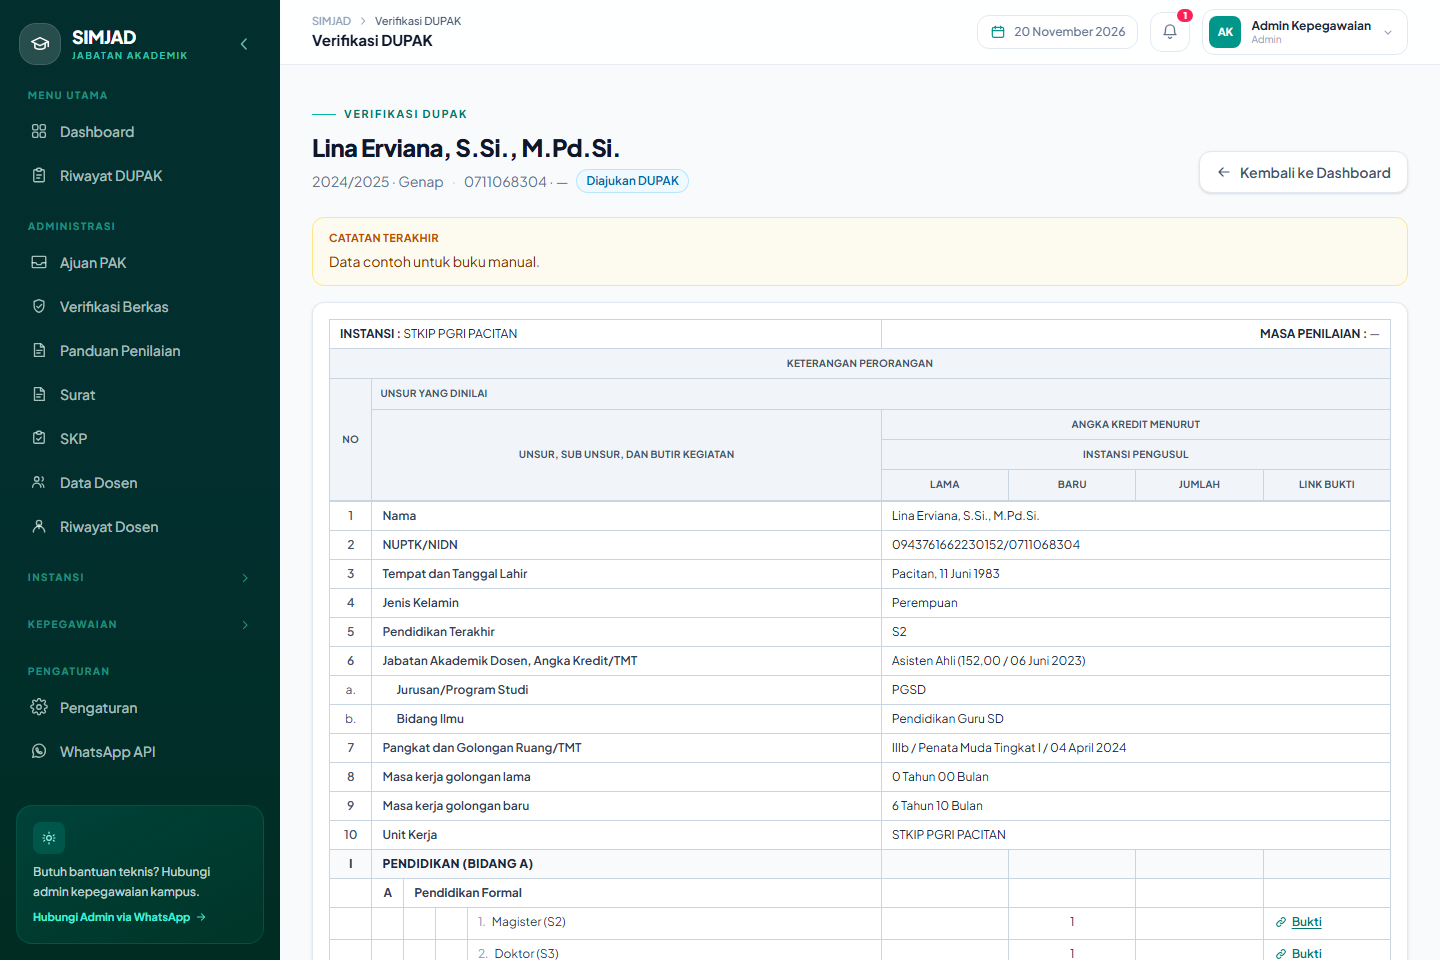 SIMJAD
JABATAN AKADEMIK
MENU UTAMA
Dashboard
Riwayat DUPAK
ADMINISTRASI
Ajuan PAK
Verifikasi Berkas
Panduan Penilaian
Surat
SKP
Data Dosen
Riwayat Dosen
INSTANSI
KEPEGAWAIAN
PENGATURAN
Pengaturan
WhatsApp API
Butuh bantuan teknis? Hubungi
admin kepegawaian kampus.
Hubungi Admin via WhatsApp →
SIMJAD > Verifikasi DUPAK
Verifikasi DUPAK
20 November 2026
1
AK
Admin Kepegawaian
Admin
VERIFIKASI DUPAK
Lina Erviana, S.Si., M.Pd.Si.
2024/2025 · Genap · 0711068304 · — Diajukan DUPAK
← Kembali ke Dashboard
CATATAN TERAKHIR
Data contoh untuk buku manual.
INSTANSI : STKIP PGRI PACITAN MASA PENILAIAN : —
KETERANGAN PERORANGAN
NO
UNSUR YANG DINILAI
UNSUR, SUB UNSUR, DAN BUTIR KEGIATAN
ANGKA KREDIT MENURUT
INSTANSI PENGUSUL
LAMA BARU JUMLAH LINK BUKTI
1 Nama Lina Erviana, S.Si., M.Pd.Si.
2 NUPTK/NIDN 0943761662230152/0711068304
3 Tempat dan Tanggal Lahir Pacitan, 11 Juni 1983
4 Jenis Kelamin Perempuan
5 Pendidikan Terakhir S2
6 Jabatan Akademik Dosen, Angka Kredit/TMT Asisten Ahli (152,00 / 06 Juni 2023)
a. Jurusan/Program Studi PGSD
b. Bidang Ilmu Pendidikan Guru SD
7 Pangkat dan Golongan Ruang/TMT IIIb / Penata Muda Tingkat I / 04 April 2024
8 Masa kerja golongan lama 0 Tahun 00 Bulan
9 Masa kerja golongan baru 6 Tahun 10 Bulan
10 Unit Kerja STKIP PGRI PACITAN
I PENDIDIKAN (BIDANG A)
A Pendidikan Formal
1. Magister (S2) 1 Bukti
2. Doktor (S3) 1 Bukti